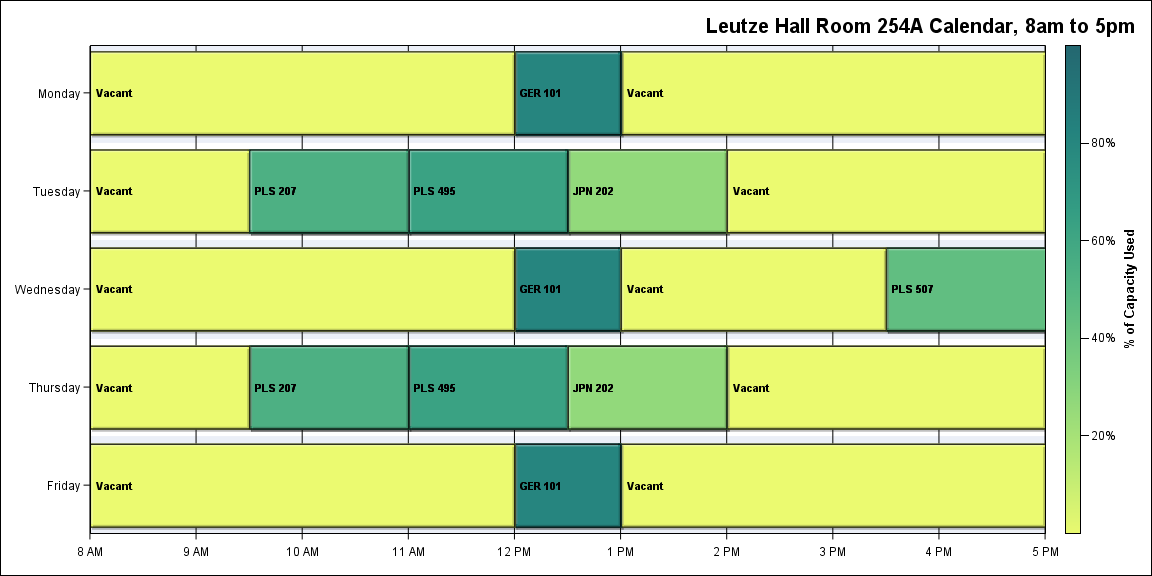 Leutze Hall Room 254A Calendar, 8am to 5pm
Monday
Vacant
GER 101
Vacant
Tuesday
Vacant
PLS 207
PLS 495
JPN 202
Vacant
Wednesday
Vacant
GER 101
Vacant
PLS 507
Thursday
Vacant
PLS 207
PLS 495
JPN 202
Vacant
Friday
Vacant
GER 101
Vacant
8 AM
9 AM
10 AM
11 AM
12 PM
1 PM
2 PM
3 PM
4 PM
5 PM
80%
60%
40%
20%
% of Capacity Used